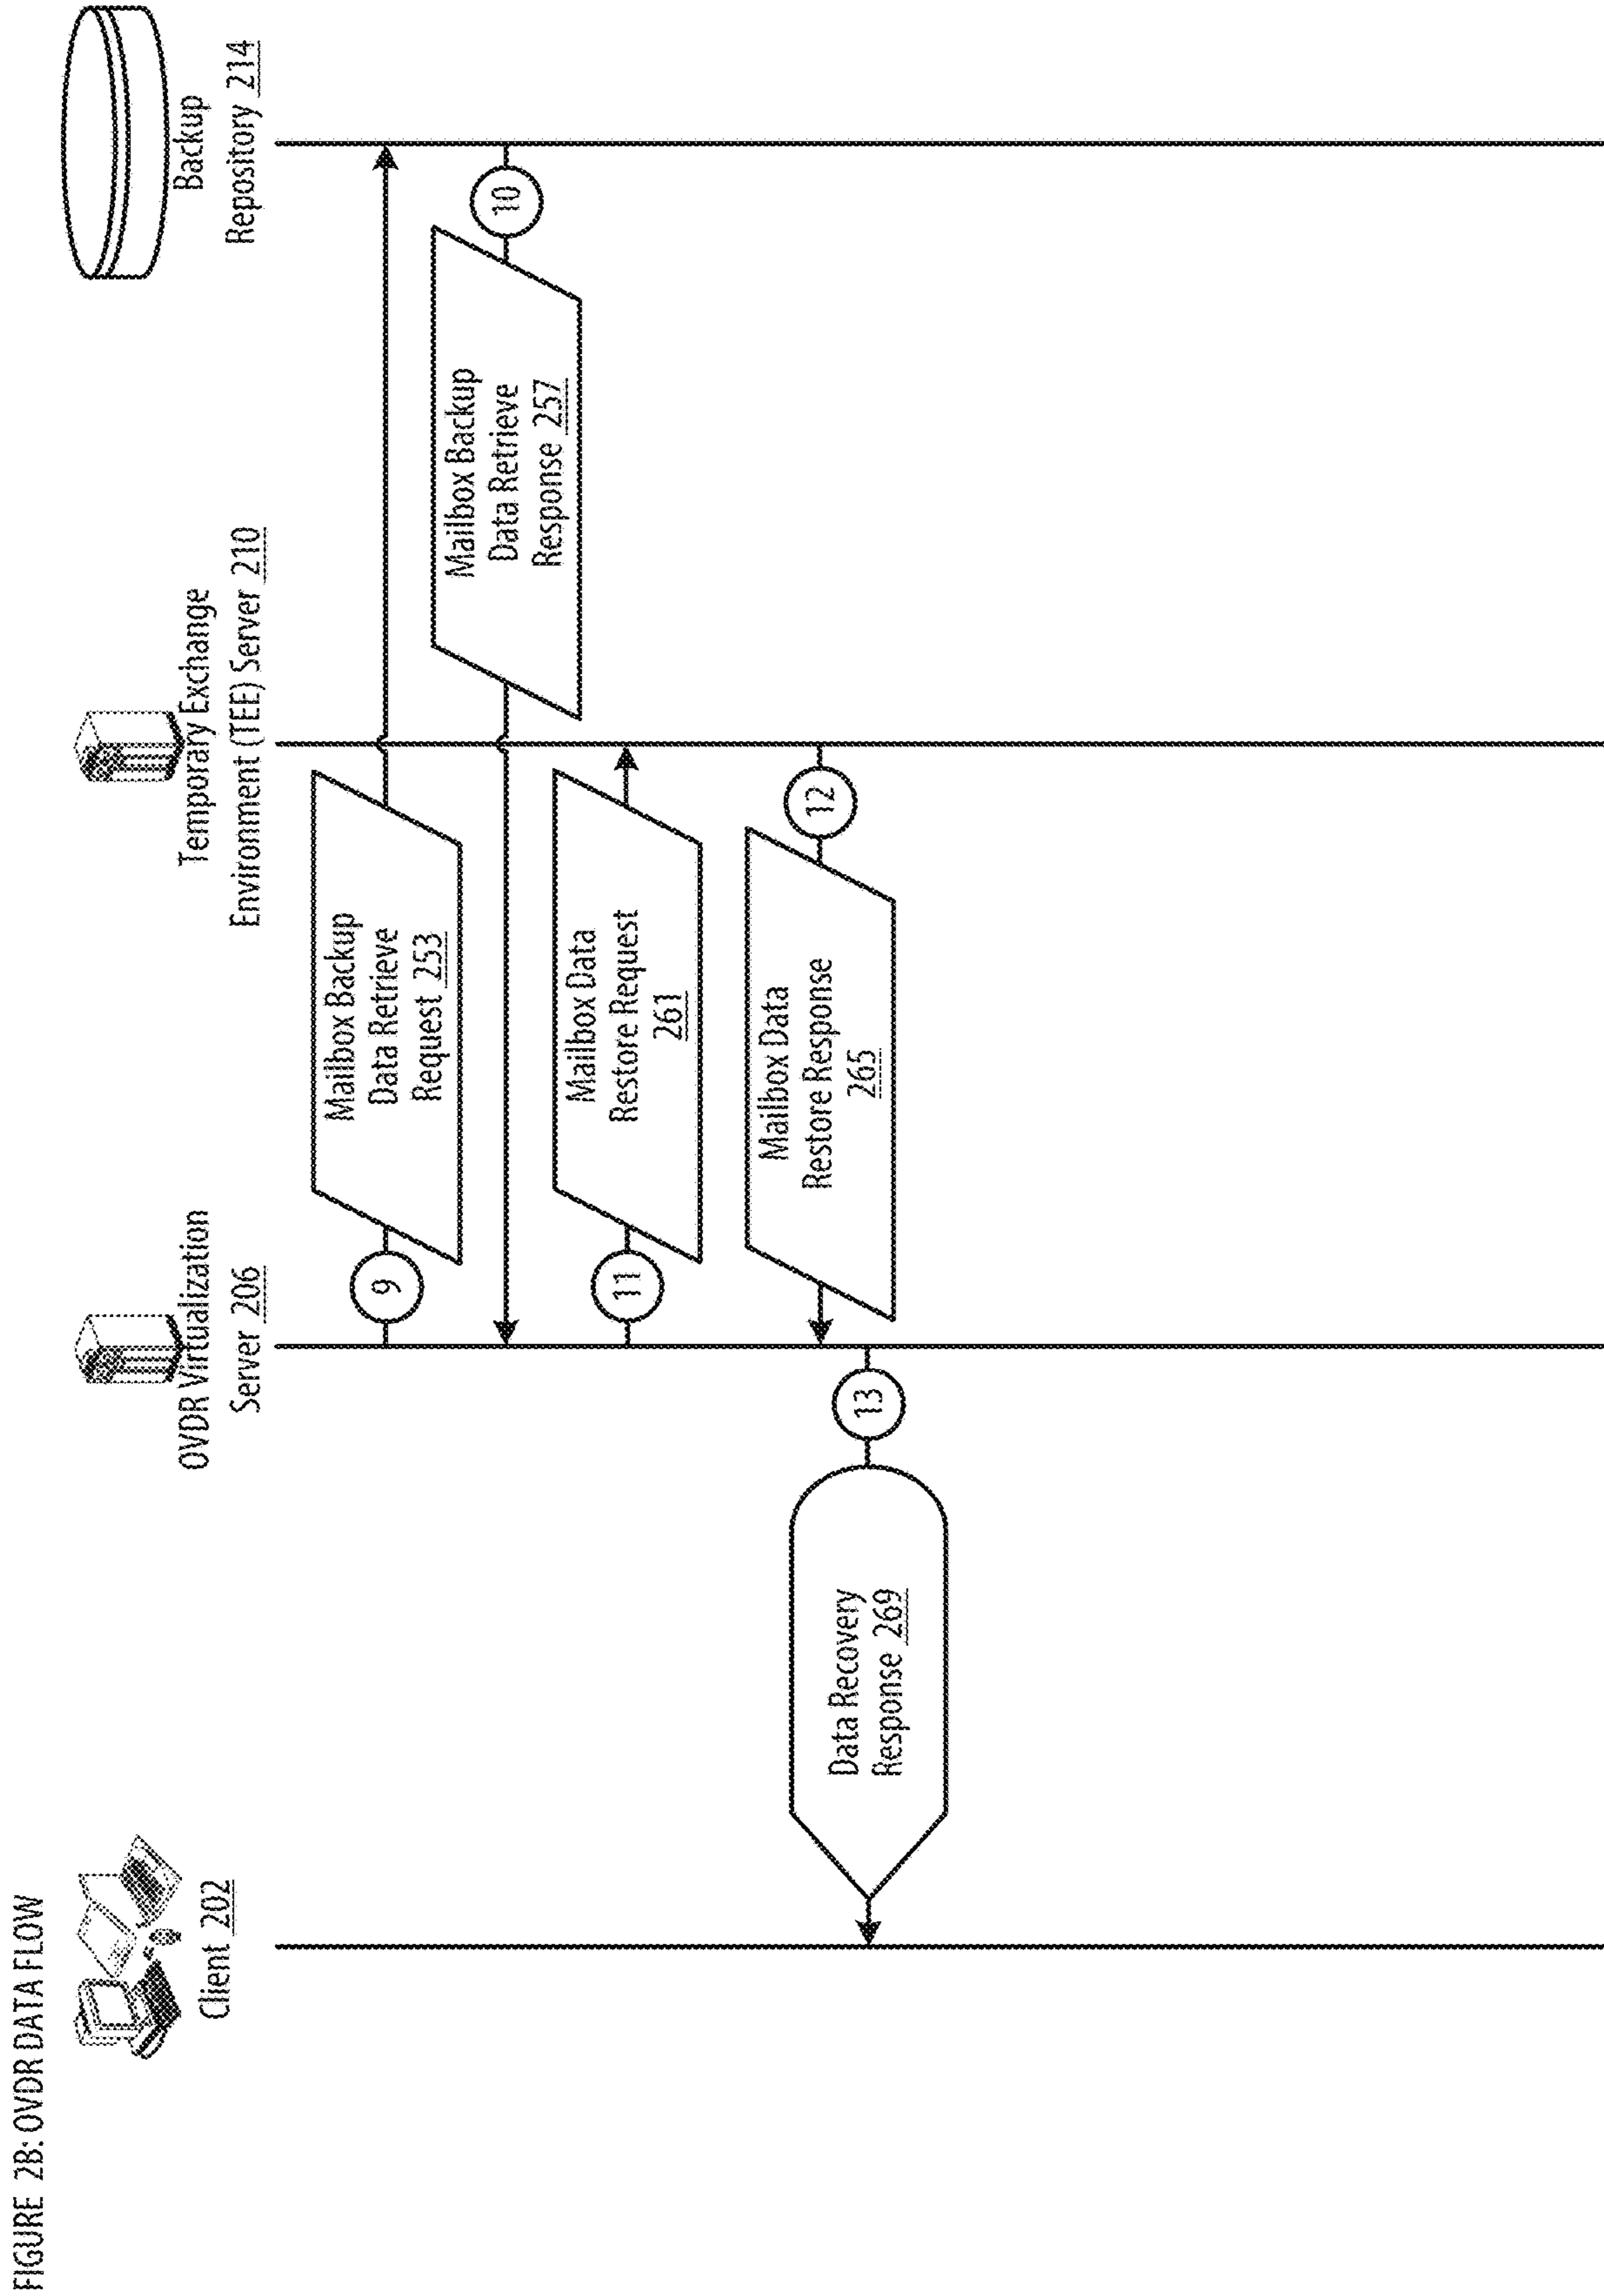 FIGURE 2B: OVDR DATA FLOW
Client 202
OVDR Virtualization
Server 206
Temporary Exchange
Environment (TEE) Server 210
Backup
Repository 214
9
Mailbox Backup
Data Retrieve
Request 253
10
Mailbox Backup
Data Retrieve
Response 257
11
Mailbox Data
Restore Request
261
12
Mailbox Data
Restore Response
265
13
Data Recovery
Response 269